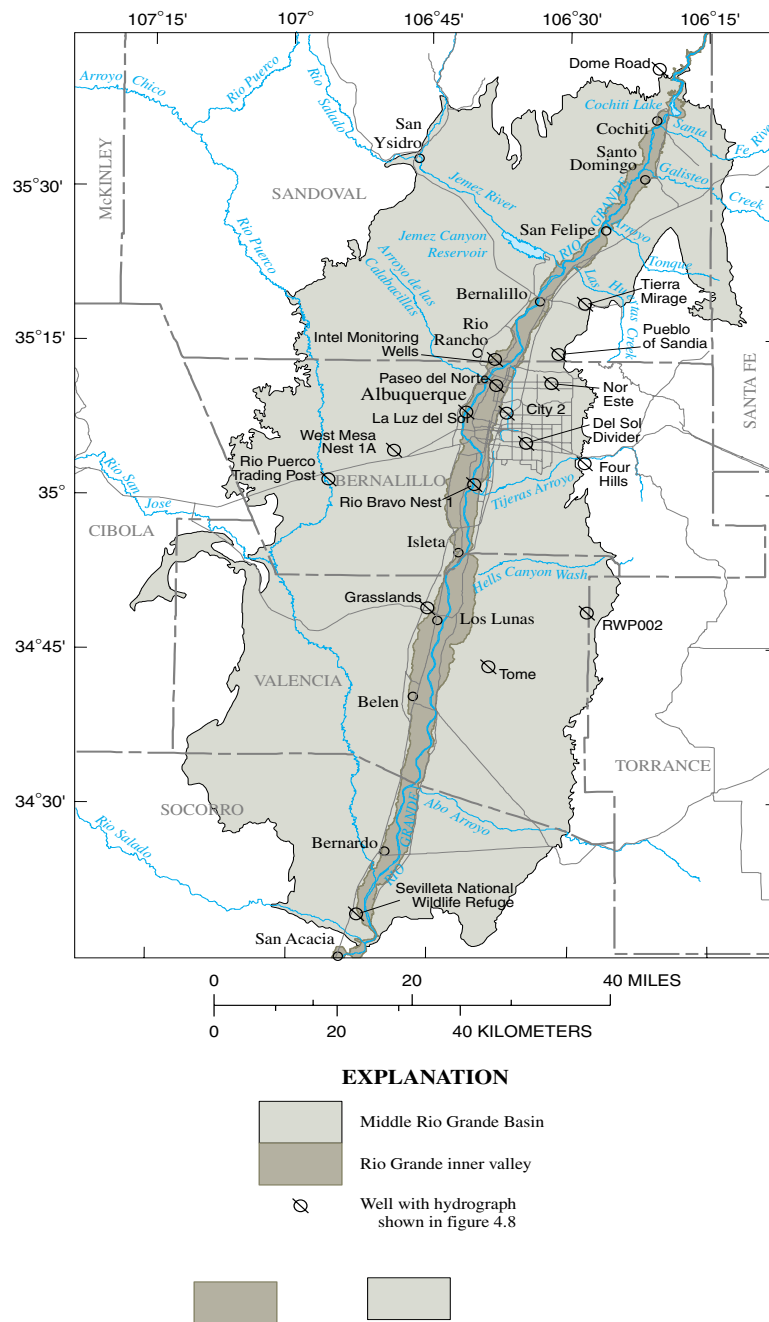 107°15'
107°
106°45'
106°30'
106°15'
Dome Road
Arroyo
Chico
Rio Puerco
Rio
Salado
Cochiti Lake
Cochiti
Santa
Fe River
San
Ysidro
Santo
Domingo
McKINLEY
35°30'
SANDOVAL
Galisteo
Creek
Jemez River
RIO GRANDE
San Felipe
Arroyo
Tonque
Rio
Puerco
Jemez Canyon
Reservoir
Arroyo de las
Calabacillas
Las
Huertas Creek
Bernalillo
Tierra
Mirage
35°15'
Rio
Rancho
Intel Monitoring
Wells
Pueblo
of Sandia
SANTA FE
Paseo del Norte
Albuquerque
Nor
Este
La Luz del Sol
City 2
Del Sol
Divider
West Mesa
Nest 1A
Rio Puerco
Trading Post
Four
Hills
Rio San
José
35°
BERNALILLO
Rio Bravo Nest 1
Tijeras Arroyo
CIBOLA
Isleta
Hells Canyon Wash
Grasslands
Los Lunas
RWP002
34°45'
Tome
VALENCIA
Belen
TORRANCE
34°30'
SOCORRO
RIO GRANDE
Abo Arroyo
Rio
Salado
Bernardo
Sevilleta National
Wildlife Refuge
San Acacia
0 20 40 MILES
0 20 40 KILOMETERS
EXPLANATION
Middle Rio Grande Basin
Rio Grande inner valley
Well with hydrograph
shown in figure 4.8